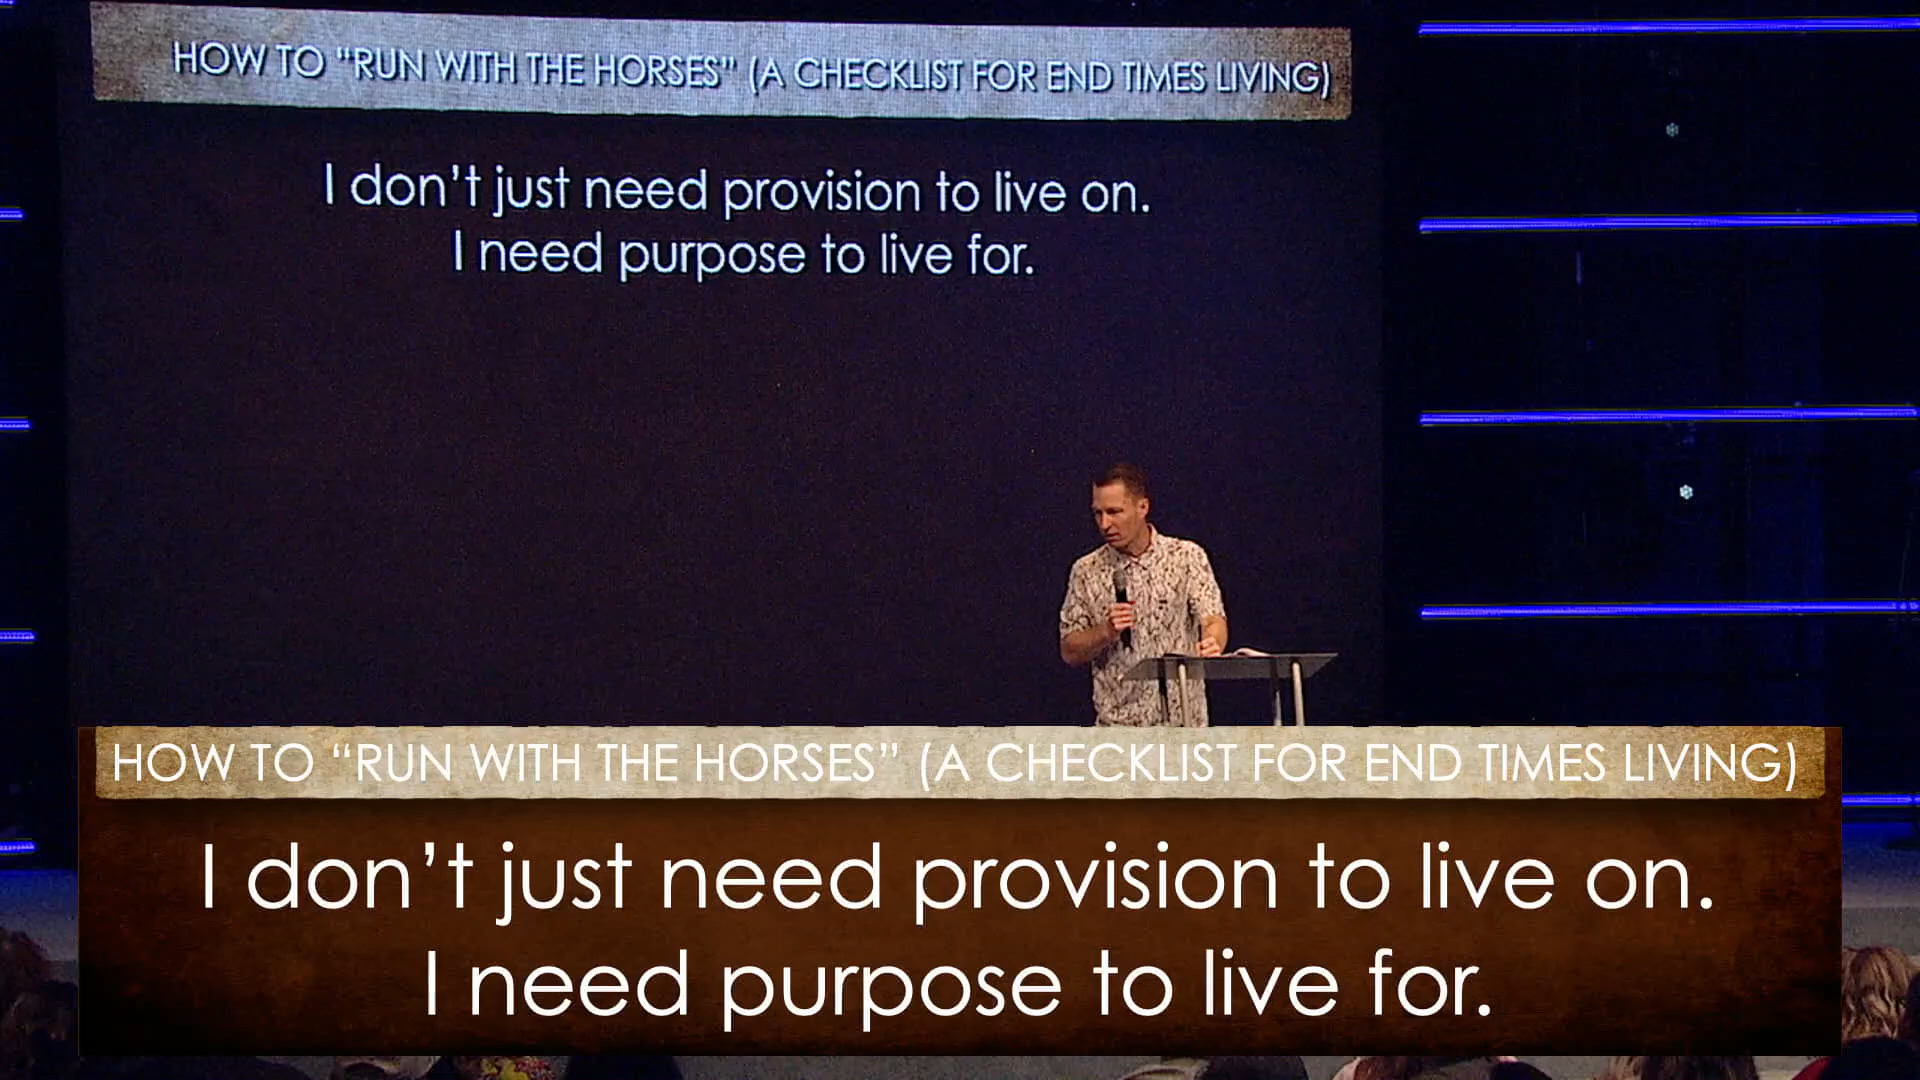 HOW TO “RUN WITH THE HORSES” (A CHECKLIST FOR END TIMES LIVING)
I don’t just need provision to live on.
I need purpose to live for.
HOW TO “RUN WITH THE HORSES” (A CHECKLIST FOR END TIMES LIVING)
I don’t just need provision to live on.
I need purpose to live for.